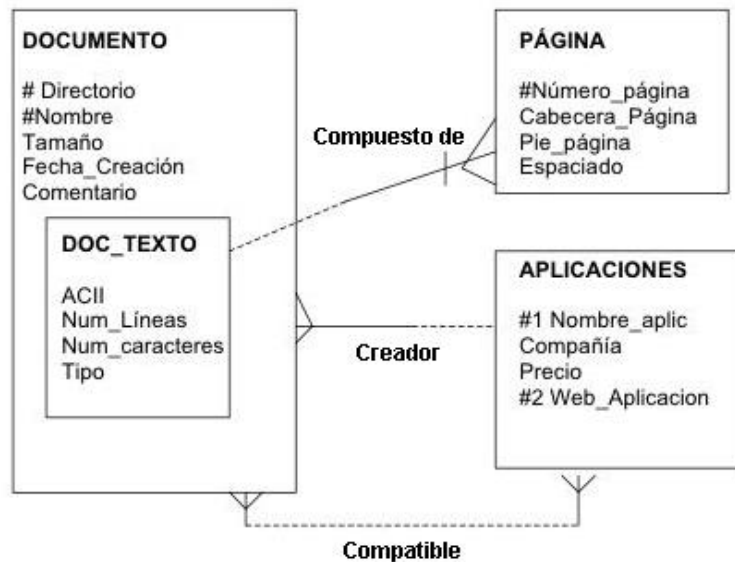 DOCUMENTO
# Directorio
#Nombre
Tamaño
Fecha_Creación
Comentario
DOC_TEXTO
ACII
Num_Líneas
Num_caracteres
Tipo
Compuesto de
PÁGINA
#Número_página
Cabecera_Página
Pie_página
Espaciado
Creador
APLICACIONES
#1 Nombre_aplic
Compañía
Precio
#2 Web_Aplicacion
Compatible